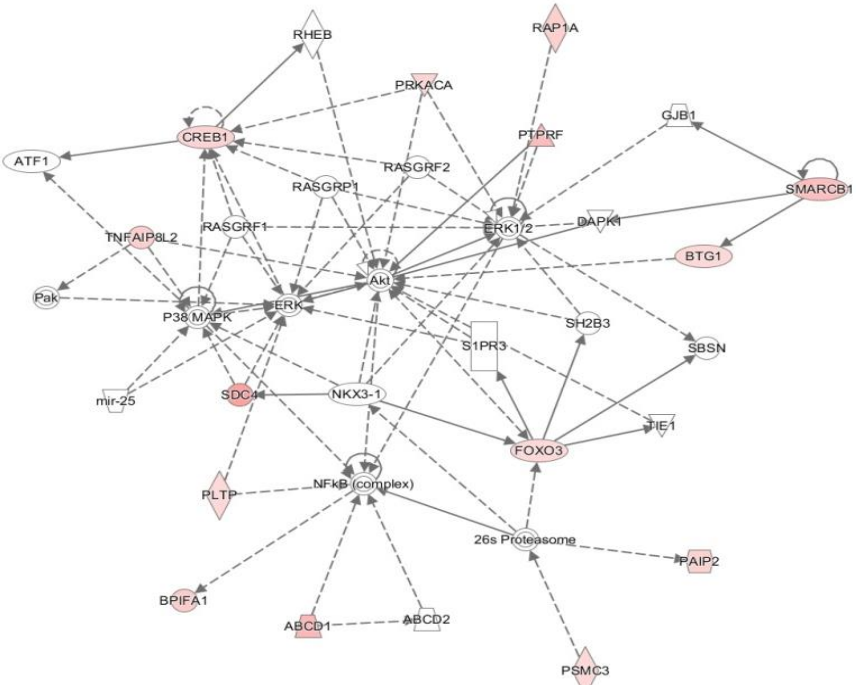 RHEB
RAP1A
PRKACA
GJB1
PTPRF
CREB1
ATF1
RASGRF2
RASGRP1
SMARCB1
TNFAIP8L2
RASGRF1
ERK1/2
DAPK1
BTG1
Akt
Pak
ERK
P38 MAPK
SH2B3
S1PR3
SBSN
mir-25
SDC4
NKX3-1
TIE1
FOXO3
PLTP
NFkB (complex)
26s Proteasome
PAIP2
BPIFA1
ABCD1
ABCD2
PSMC3